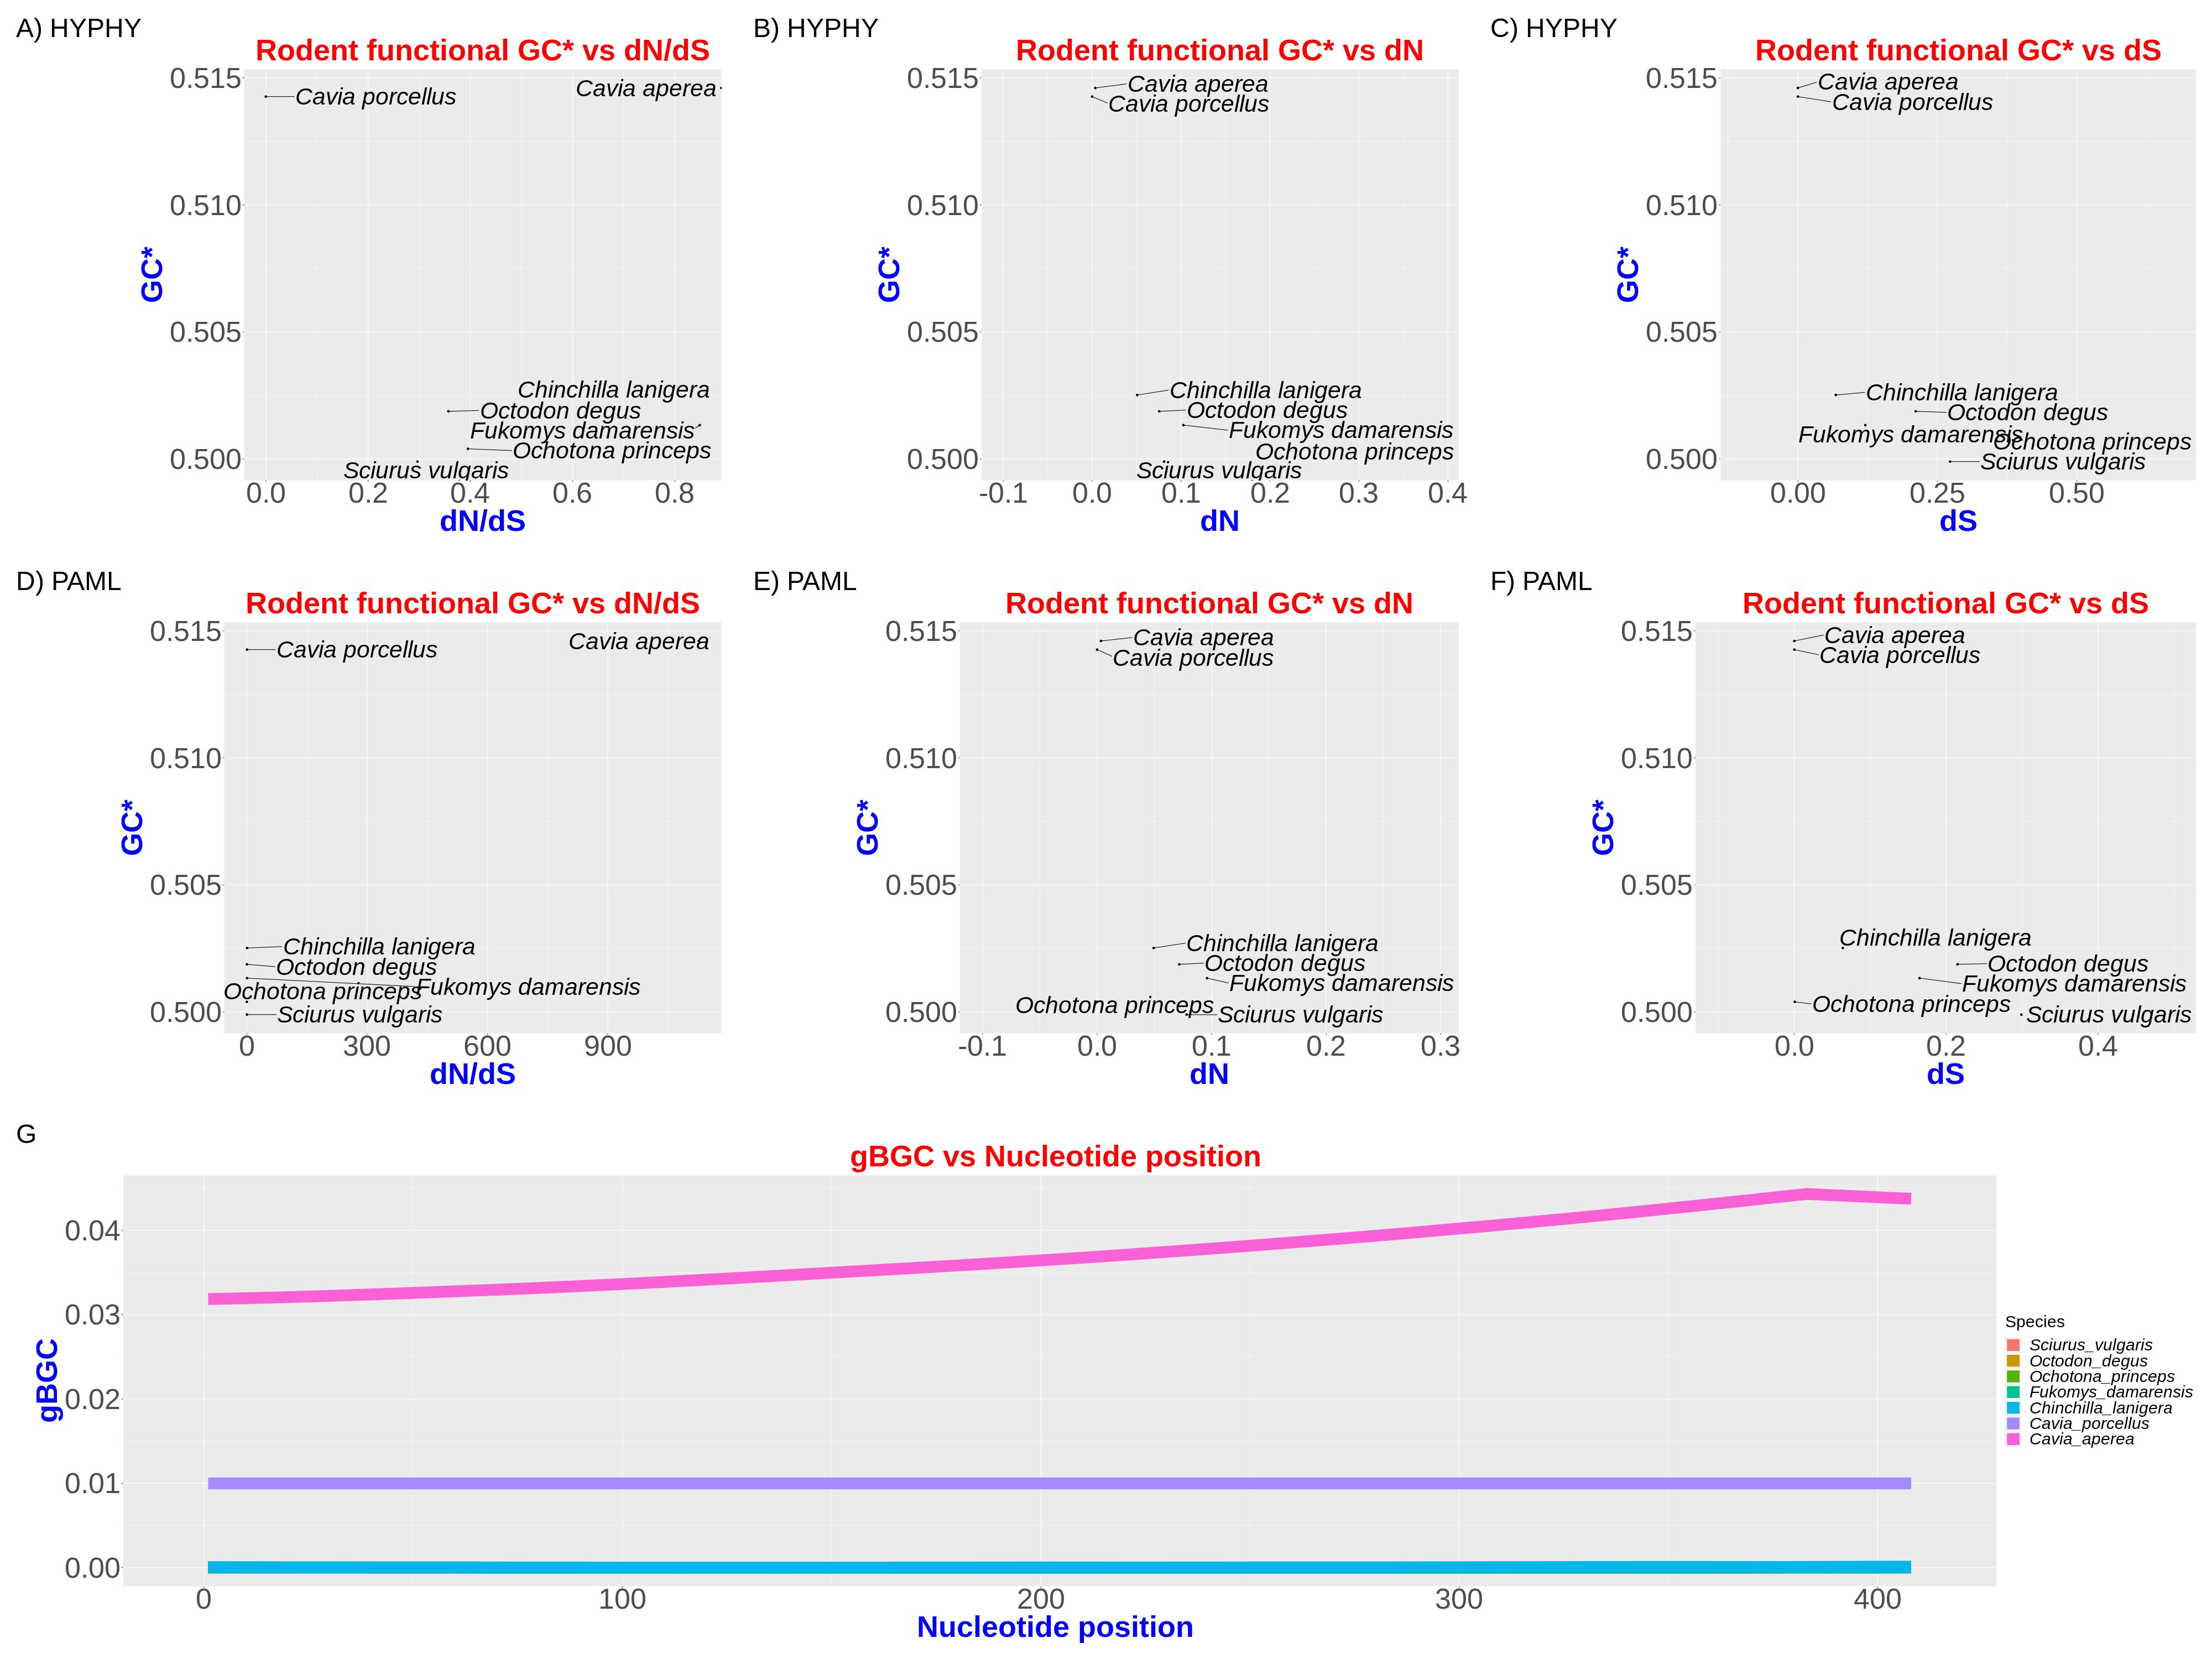 A) HYPHY
Rodent functional GC* vs dN/dS
0.515
0.510
0.505
0.500
GC*
Cavia porcellus
Cavia aperea
Chinchilla lanigera
Octodon degus
Fukomys damarensis
Ochotona princeps
Sciurus vulgaris
0.0 0.2 0.4 0.6 0.8
dN/dS
B) HYPHY
Rodent functional GC* vs dN
0.515
0.510
0.505
0.500
GC*
Cavia aperea
Cavia porcellus
Chinchilla lanigera
Octodon degus
Fukomys damarensis
Ochotona princeps
Sciurus vulgaris
-0.1 0.0 0.1 0.2 0.3 0.4
dN
C) HYPHY
Rodent functional GC* vs dS
0.515
0.510
0.505
0.500
GC*
Cavia aperea
Cavia porcellus
Chinchilla lanigera
Octodon degus
Fukomys damarensis
Ochotona princeps
Sciurus vulgaris
0.00 0.25 0.50
dS
D) PAML
Rodent functional GC* vs dN/dS
0.515
0.510
0.505
0.500
GC*
Cavia porcellus
Cavia aperea
Chinchilla lanigera
Octodon degus
Fukomys damarensis
Ochotona princeps
Sciurus vulgaris
0 300 600 900
dN/dS
E) PAML
Rodent functional GC* vs dN
0.515
0.510
0.505
0.500
GC*
Cavia aperea
Cavia porcellus
Chinchilla lanigera
Octodon degus
Fukomys damarensis
Ochotona princeps
Sciurus vulgaris
-0.1 0.0 0.1 0.2 0.3
dN
F) PAML
Rodent functional GC* vs dS
0.515
0.510
0.505
0.500
GC*
Cavia aperea
Cavia porcellus
Chinchilla lanigera
Octodon degus
Fukomys damarensis
Ochotona princeps
Sciurus vulgaris
0.0 0.2 0.4
dS
G
gBGC vs Nucleotide position
0.04
0.03
0.02
0.01
0.00
gBGC
0 100 200 300 400
Nucleotide position
Species
Sciurus_vulgaris
Octodon_degus
Ochotona_princeps
Fukomys_damarensis
Chinchilla_lanigera
Cavia_porcellus
Cavia_aperea